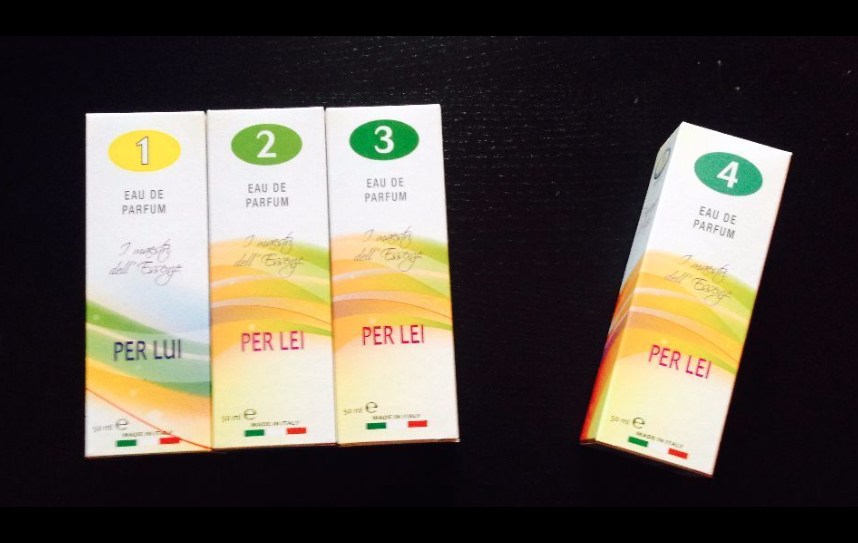 1
EAU DE
PARFUM
I maestri
dell' Essenze
PER LUI
50 ml e
MADE IN ITALY
2
EAU DE
PARFUM
I maestri
dell' Essenze
PER LEI
50 ml e
MADE IN ITALY
3
EAU DE
PARFUM
I maestri
dell' Essenze
PER LEI
50 ml e
MADE IN ITALY
4
EAU DE
PARFUM
I maestri
dell' Essenze
PER LEI
50 ml e
MADE IN ITALY